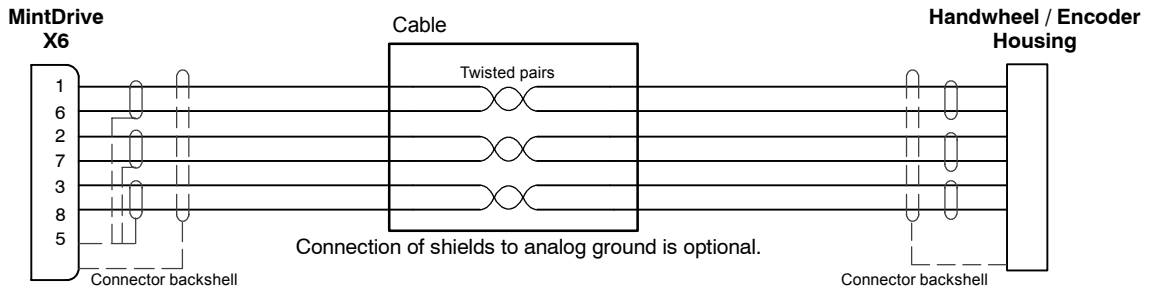 MintDrive
X6
Cable
Handwheel / Encoder
Housing
Twisted pairs
1
6
2
7
3
8
5
Connection of shields to analog ground is optional.
Connector backshell
Connector backshell